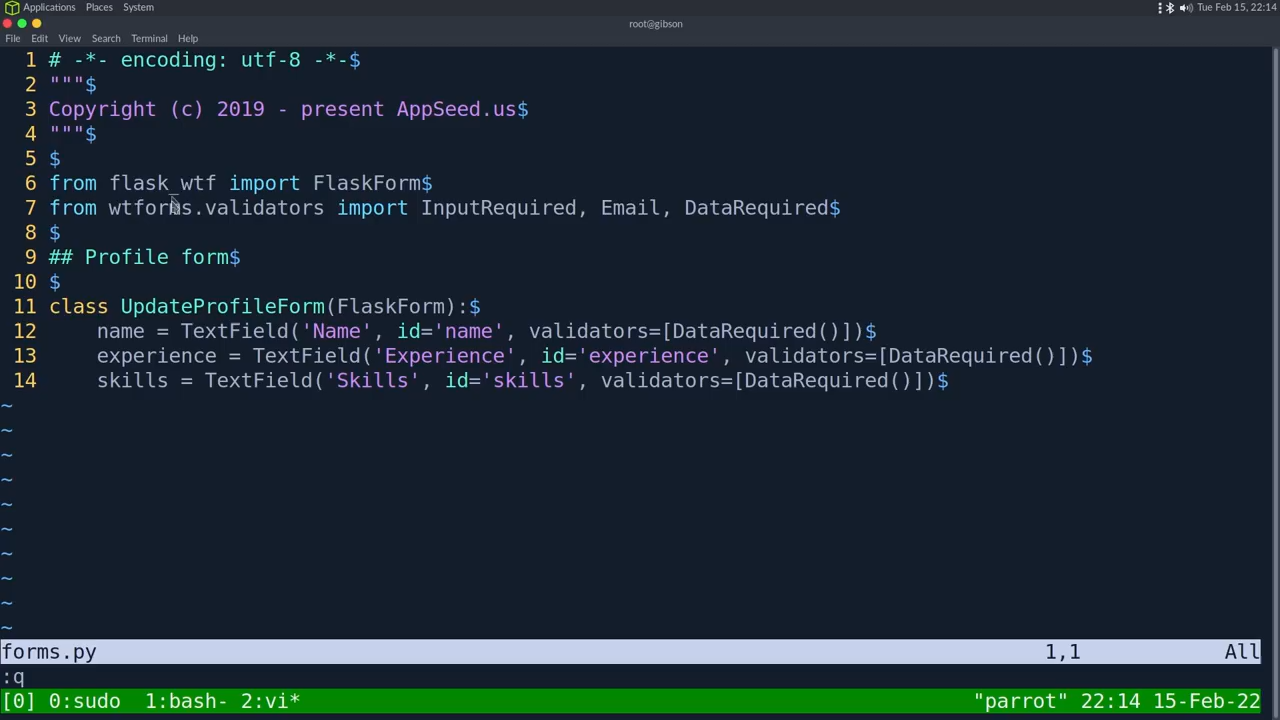 Applications Places System Tue Feb 15, 22:14
root@gibson
File Edit View Search Terminal Help
1 # -*- encoding: utf-8 -*-$
2 """$
3 Copyright (c) 2019 - present AppSeed.us$
4 """$
5 $
6 from flask_wtf import FlaskForm$
7 from wtforms.validators import InputRequired, Email, DataRequired$
8 $
9 ## Profile form$
10 $
11 class UpdateProfileForm(FlaskForm):$
12     name = TextField('Name', id='name', validators=[DataRequired()])$
13     experience = TextField('Experience', id='experience', validators=[DataRequired()])$
14     skills = TextField('Skills', id='skills', validators=[DataRequired()])$
~
~
~
~
~
~
~
~
~
~
forms.py 1,1 All
:q
[0] 0:sudo 1:bash- 2:vi* "parrot" 22:14 15-Feb-22